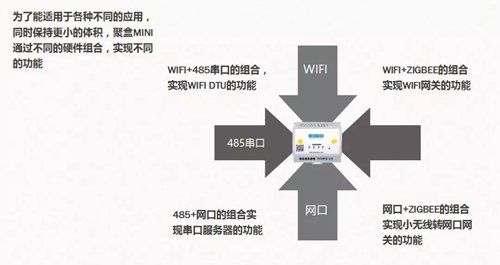 为了能适用于各种不同的应用，
同时保持更小的体积，聚盒MINI
通过不同的硬件组合，实现不同
的功能
WIFI
WIFI+485串口的组合，
实现WIFI DTU的功能
WIFI+ZIGBEE的组合
实现WIFI网关的功能
485串口
网口
485+网口的组合实
现串口服务器的功能
网口+ZIGBEE的组合
实现小无线转网口网
关的功能